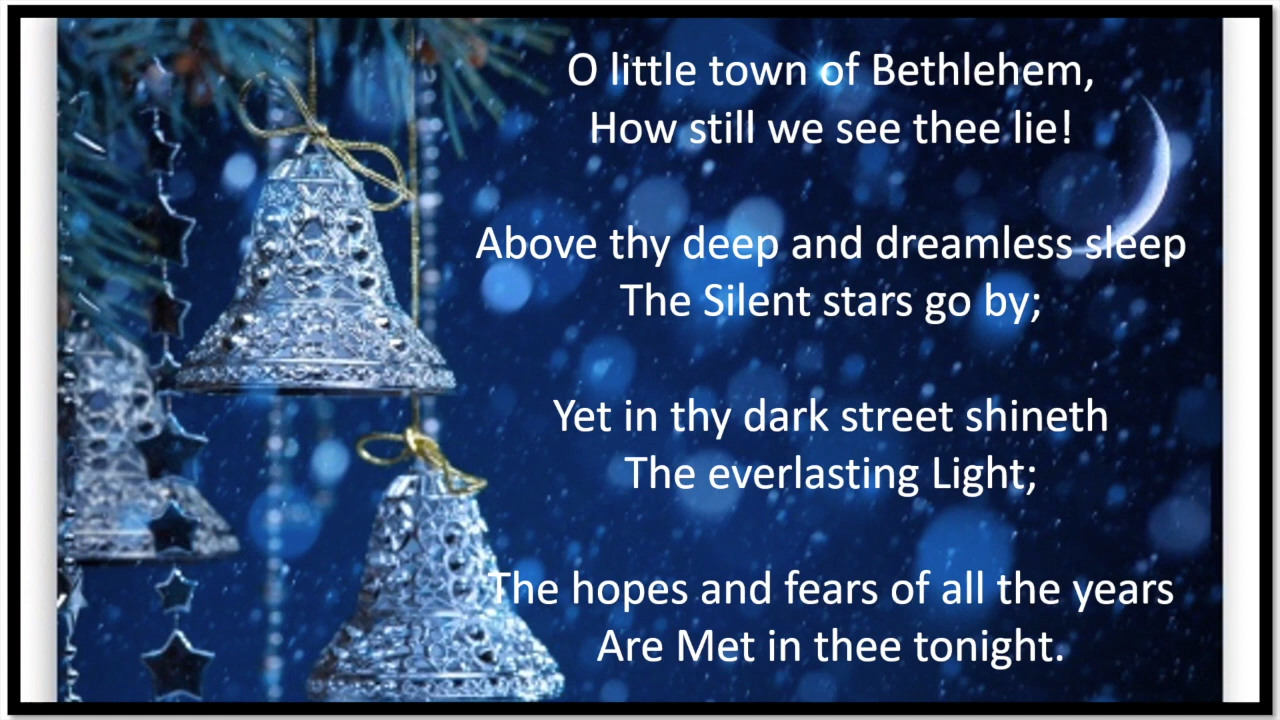 O little town of Bethlehem,
How still we see thee lie!
Above thy deep and dreamless sleep
The Silent stars go by;
Yet in thy dark street shineth
The everlasting Light;
The hopes and fears of all the years
Are Met in thee tonight.